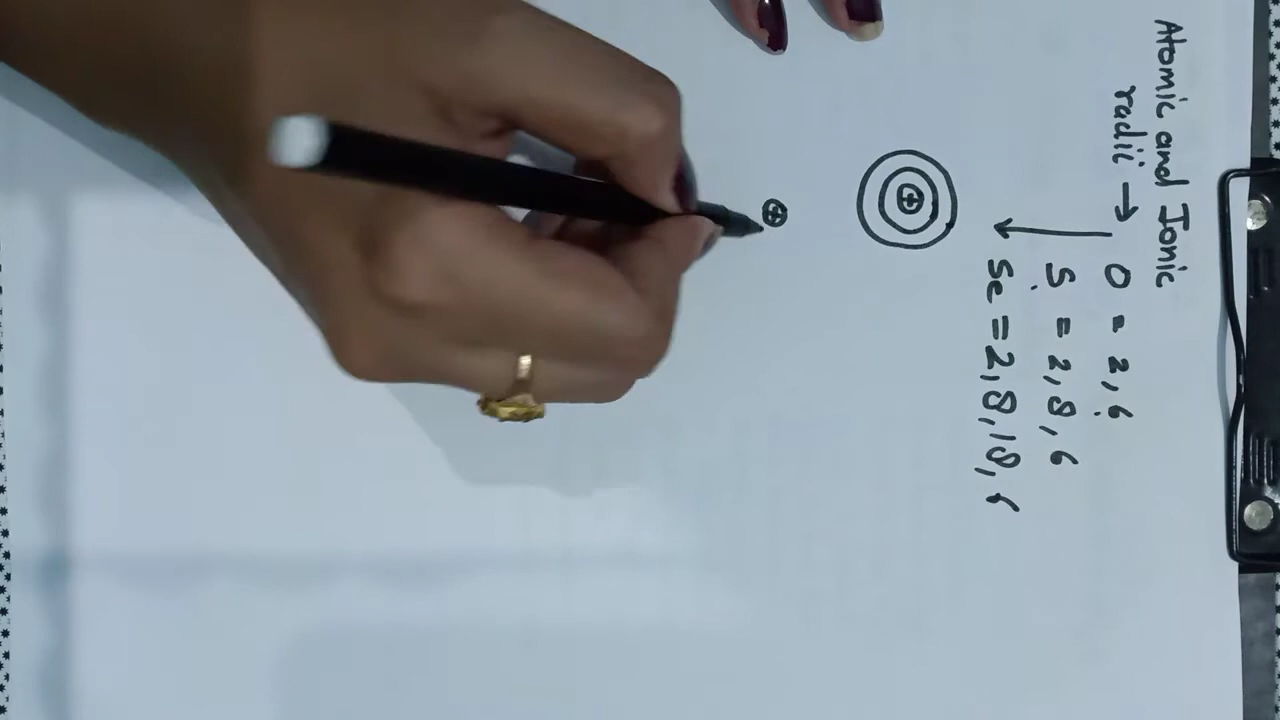 Atomic and Ionic
radii → O = 2,6
S = 2,8,6
Se = 2,8,18,6
+
+